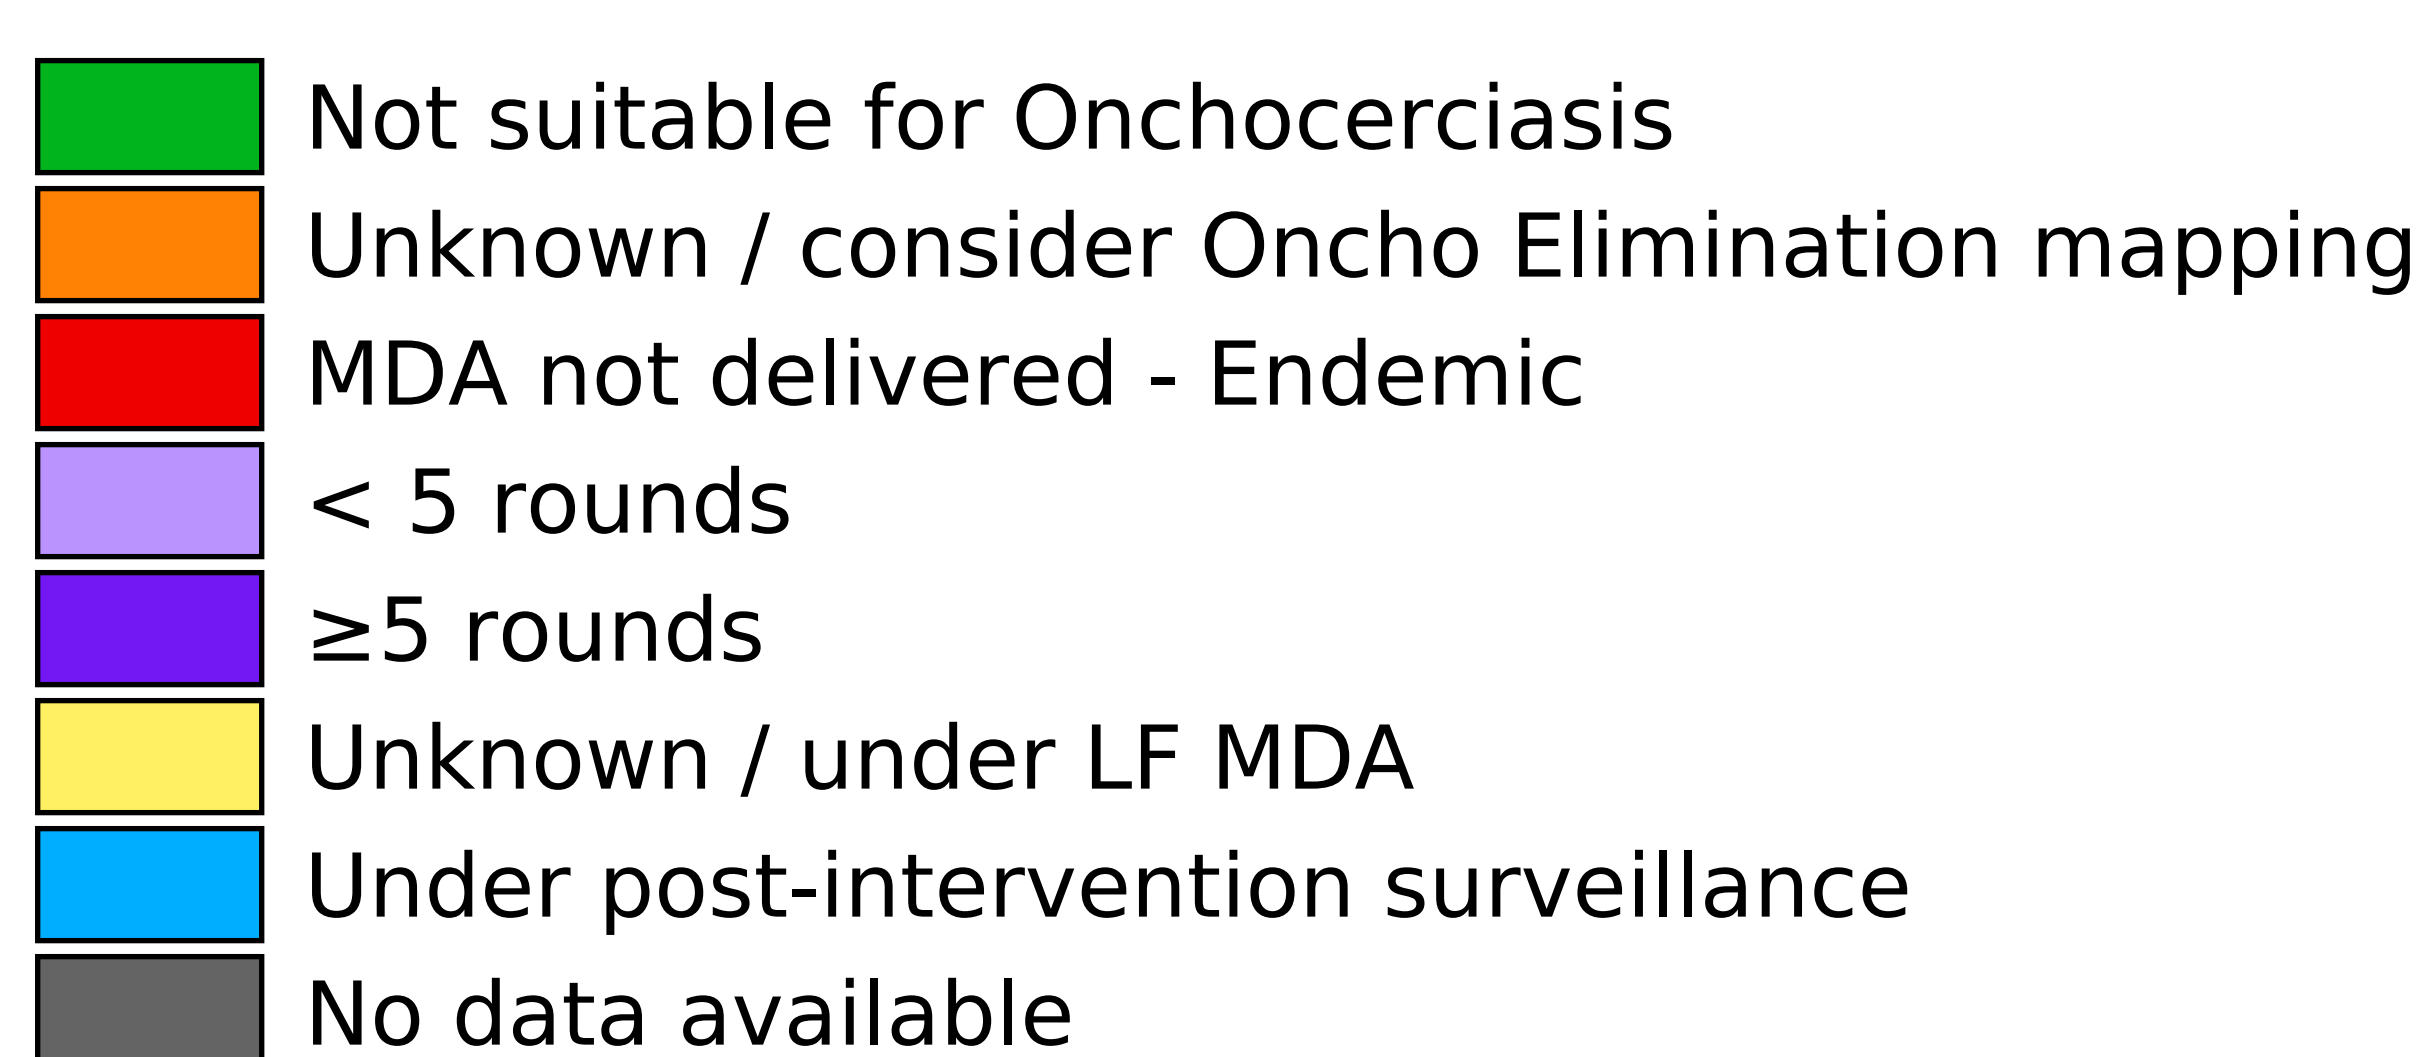 Not suitable for Onchocerciasis
Unknown / consider Oncho Elimination mapping
MDA not delivered - Endemic
< 5 rounds
≥5 rounds
Unknown / under LF MDA
Under post-intervention surveillance
No data available